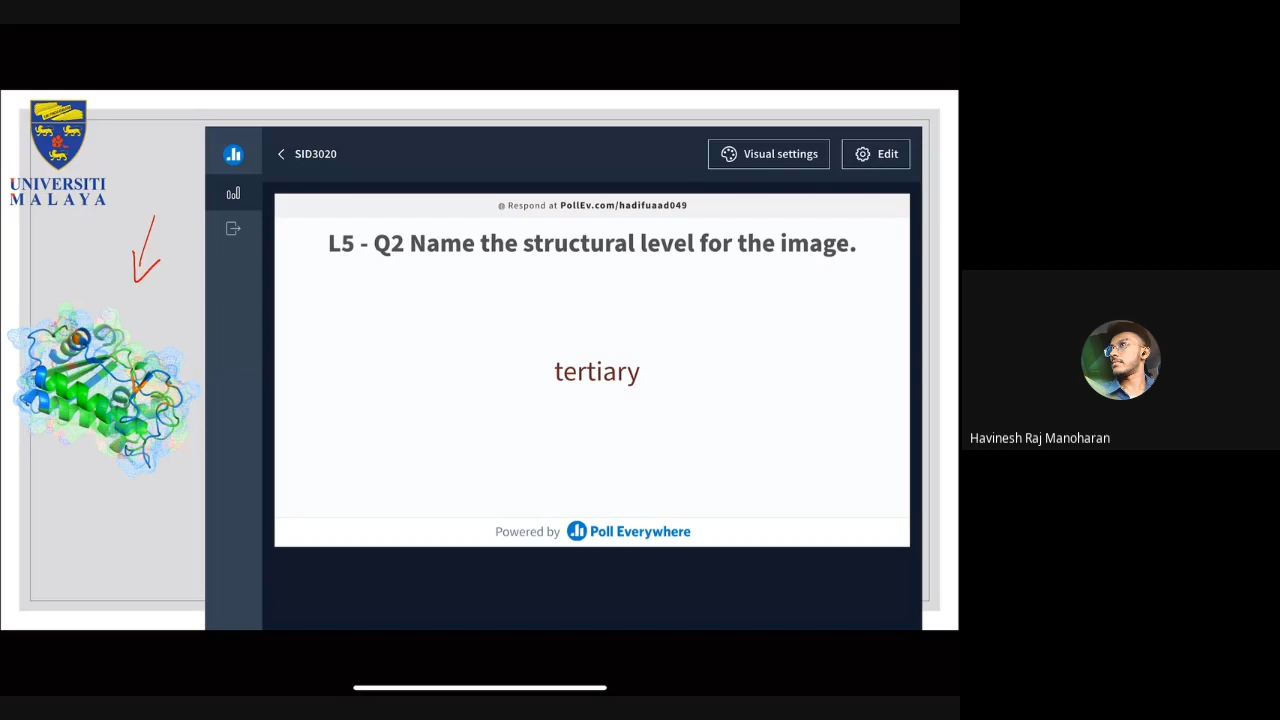 UNIVERSITI
MALAYA
SID3020
Visual settings
Edit
Respond at PollEv.com/hadifuaad049
L5 - Q2 Name the structural level for the image.
tertiary
Powered by Poll Everywhere
Havinesh Raj Manoharan